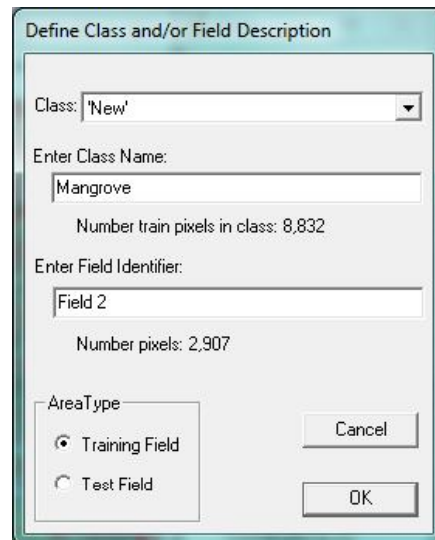 Define Class and/or Field Description
Class: 'New'
Enter Class Name:
Mangrove
Number train pixels in class: 8,832
Enter Field Identifier:
Field 2
Number pixels: 2,907
AreaType
Training Field
Test Field
Cancel
OK